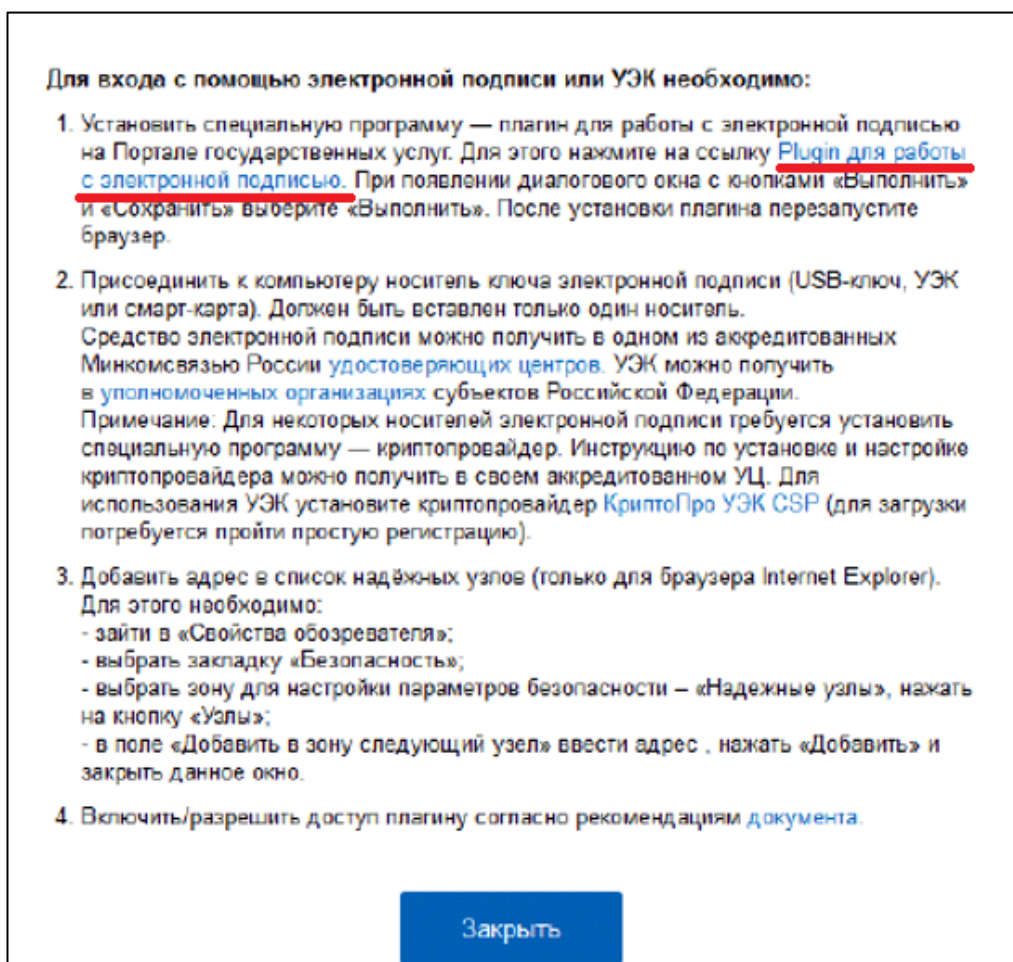 Для входа с помощью электронной подписи или УЭК необходимо:
1. Установить специальную программу — плагин для работы с электронной подписью
на Портале государственных услуг. Для этого нажмите на ссылку Plugin для работы
с электронной подписью. При появлении диалогового окна с кнопками «Выполнить»
и «Сохранить» выберите «Выполнить». После установки плагина перезапустите
браузер.
2. Присоединить к компьютеру носитель ключа электронной подписи (USB-ключ, УЭК
или смарт-карта). Должен быть вставлен только один носитель.
Средство электронной подписи можно получить в одном из аккредитованных
Минкомсвязью России удостоверяющих центров. УЭК можно получить
в уполномоченных организациях субъектов Российской Федерации.
Примечание: Для некоторых носителей электронной подписи требуется установить
специальную программу — криптопровайдер. Инструкцию по установке и настройке
криптопровайдера можно получить в своем аккредитованном УЦ. Для
использования УЭК установите криптопровайдер КриптоПро УЭК CSP (для загрузки
потребуется пройти простую регистрацию).
3. Добавить адрес в список надёжных узлов (только для браузера Internet Explorer).
Для этого необходимо:
- зайти в «Свойства обозревателя»;
- выбрать закладку «Безопасность»;
- выбрать зону для настройки параметров безопасности – «Надежные узлы», нажать
на кнопку «Узлы»;
- в поле «Добавить в зону следующий узел» ввести адрес , нажать «Добавить» и
закрыть данное окно.
4. Включить/разрешить доступ плагину согласно рекомендациям документа.
Закрыть